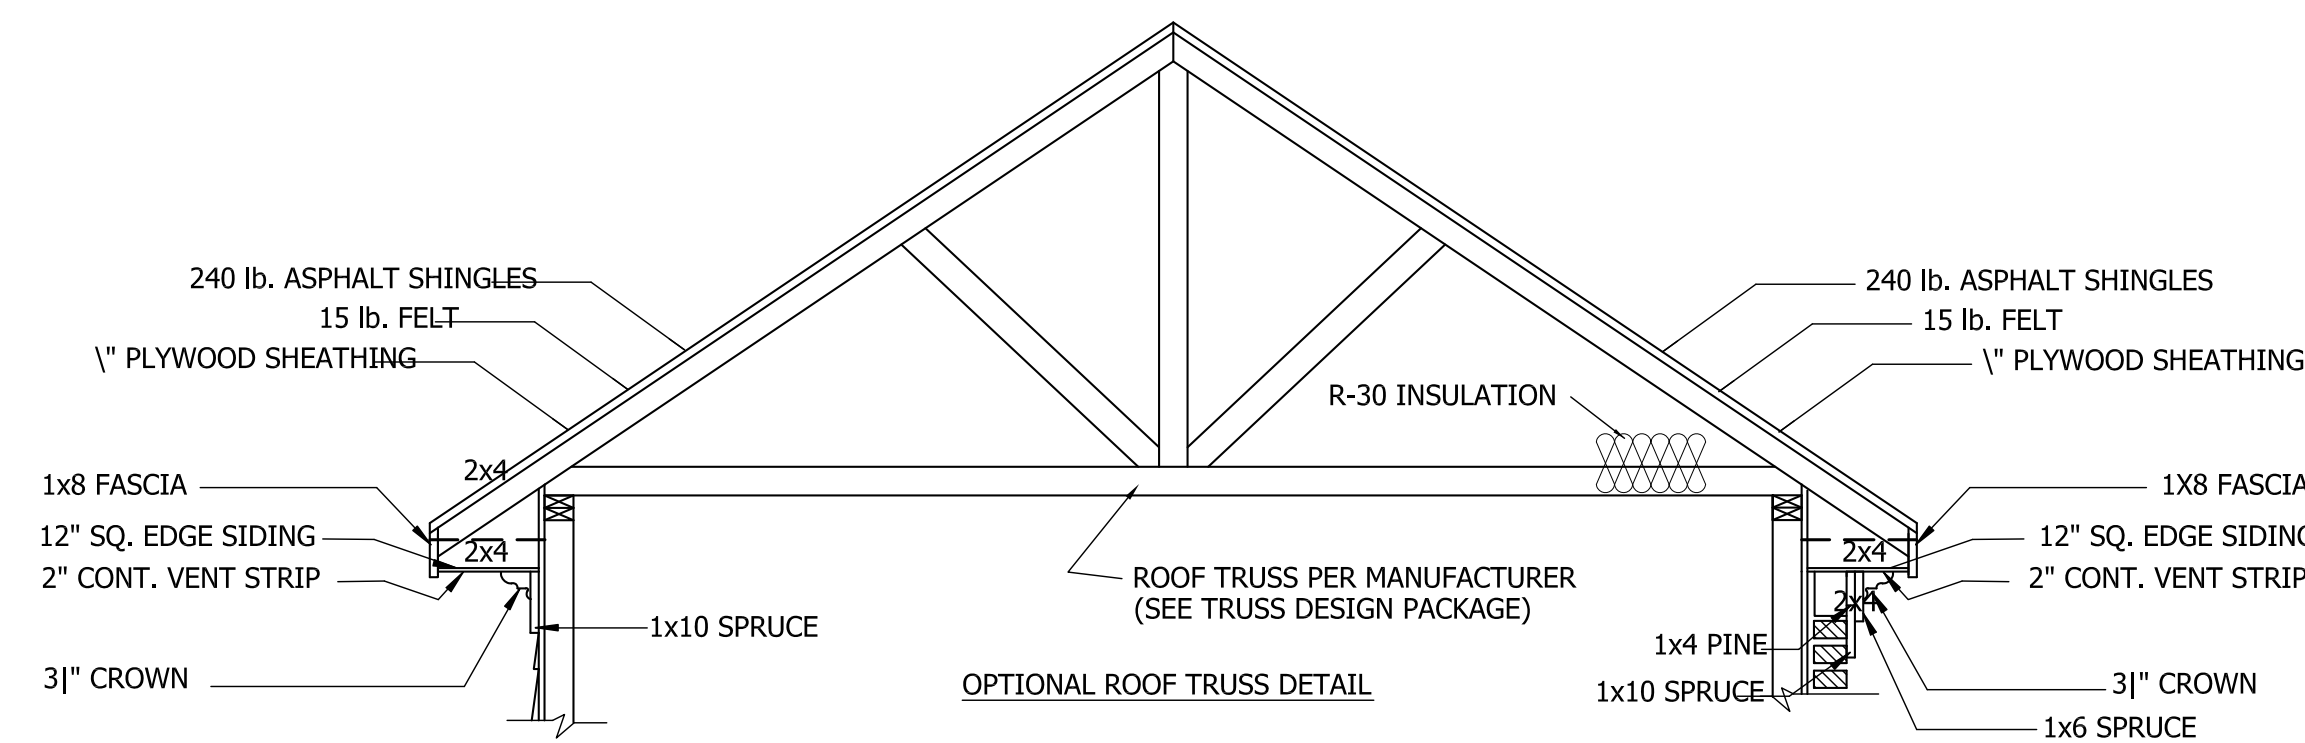 240 lb. ASPHALT SHINGLES
15 lb. FELT
\" PLYWOOD SHEATHING
2x4
1x8 FASCIA
12" SQ. EDGE SIDING
2x4
2" CONT. VENT STRIP
1x10 SPRUCE
3|" CROWN
R-30 INSULATION
ROOF TRUSS PER MANUFACTURER
(SEE TRUSS DESIGN PACKAGE)
OPTIONAL ROOF TRUSS DETAIL
240 lb. ASPHALT SHINGLES
15 lb. FELT
\" PLYWOOD SHEATHING
1X8 FASCIA
12" SQ. EDGE SIDING
2x4
2" CONT. VENT STRIP
2x4
1x4 PINE
1x10 SPRUCE
3|" CROWN
1x6 SPRUCE